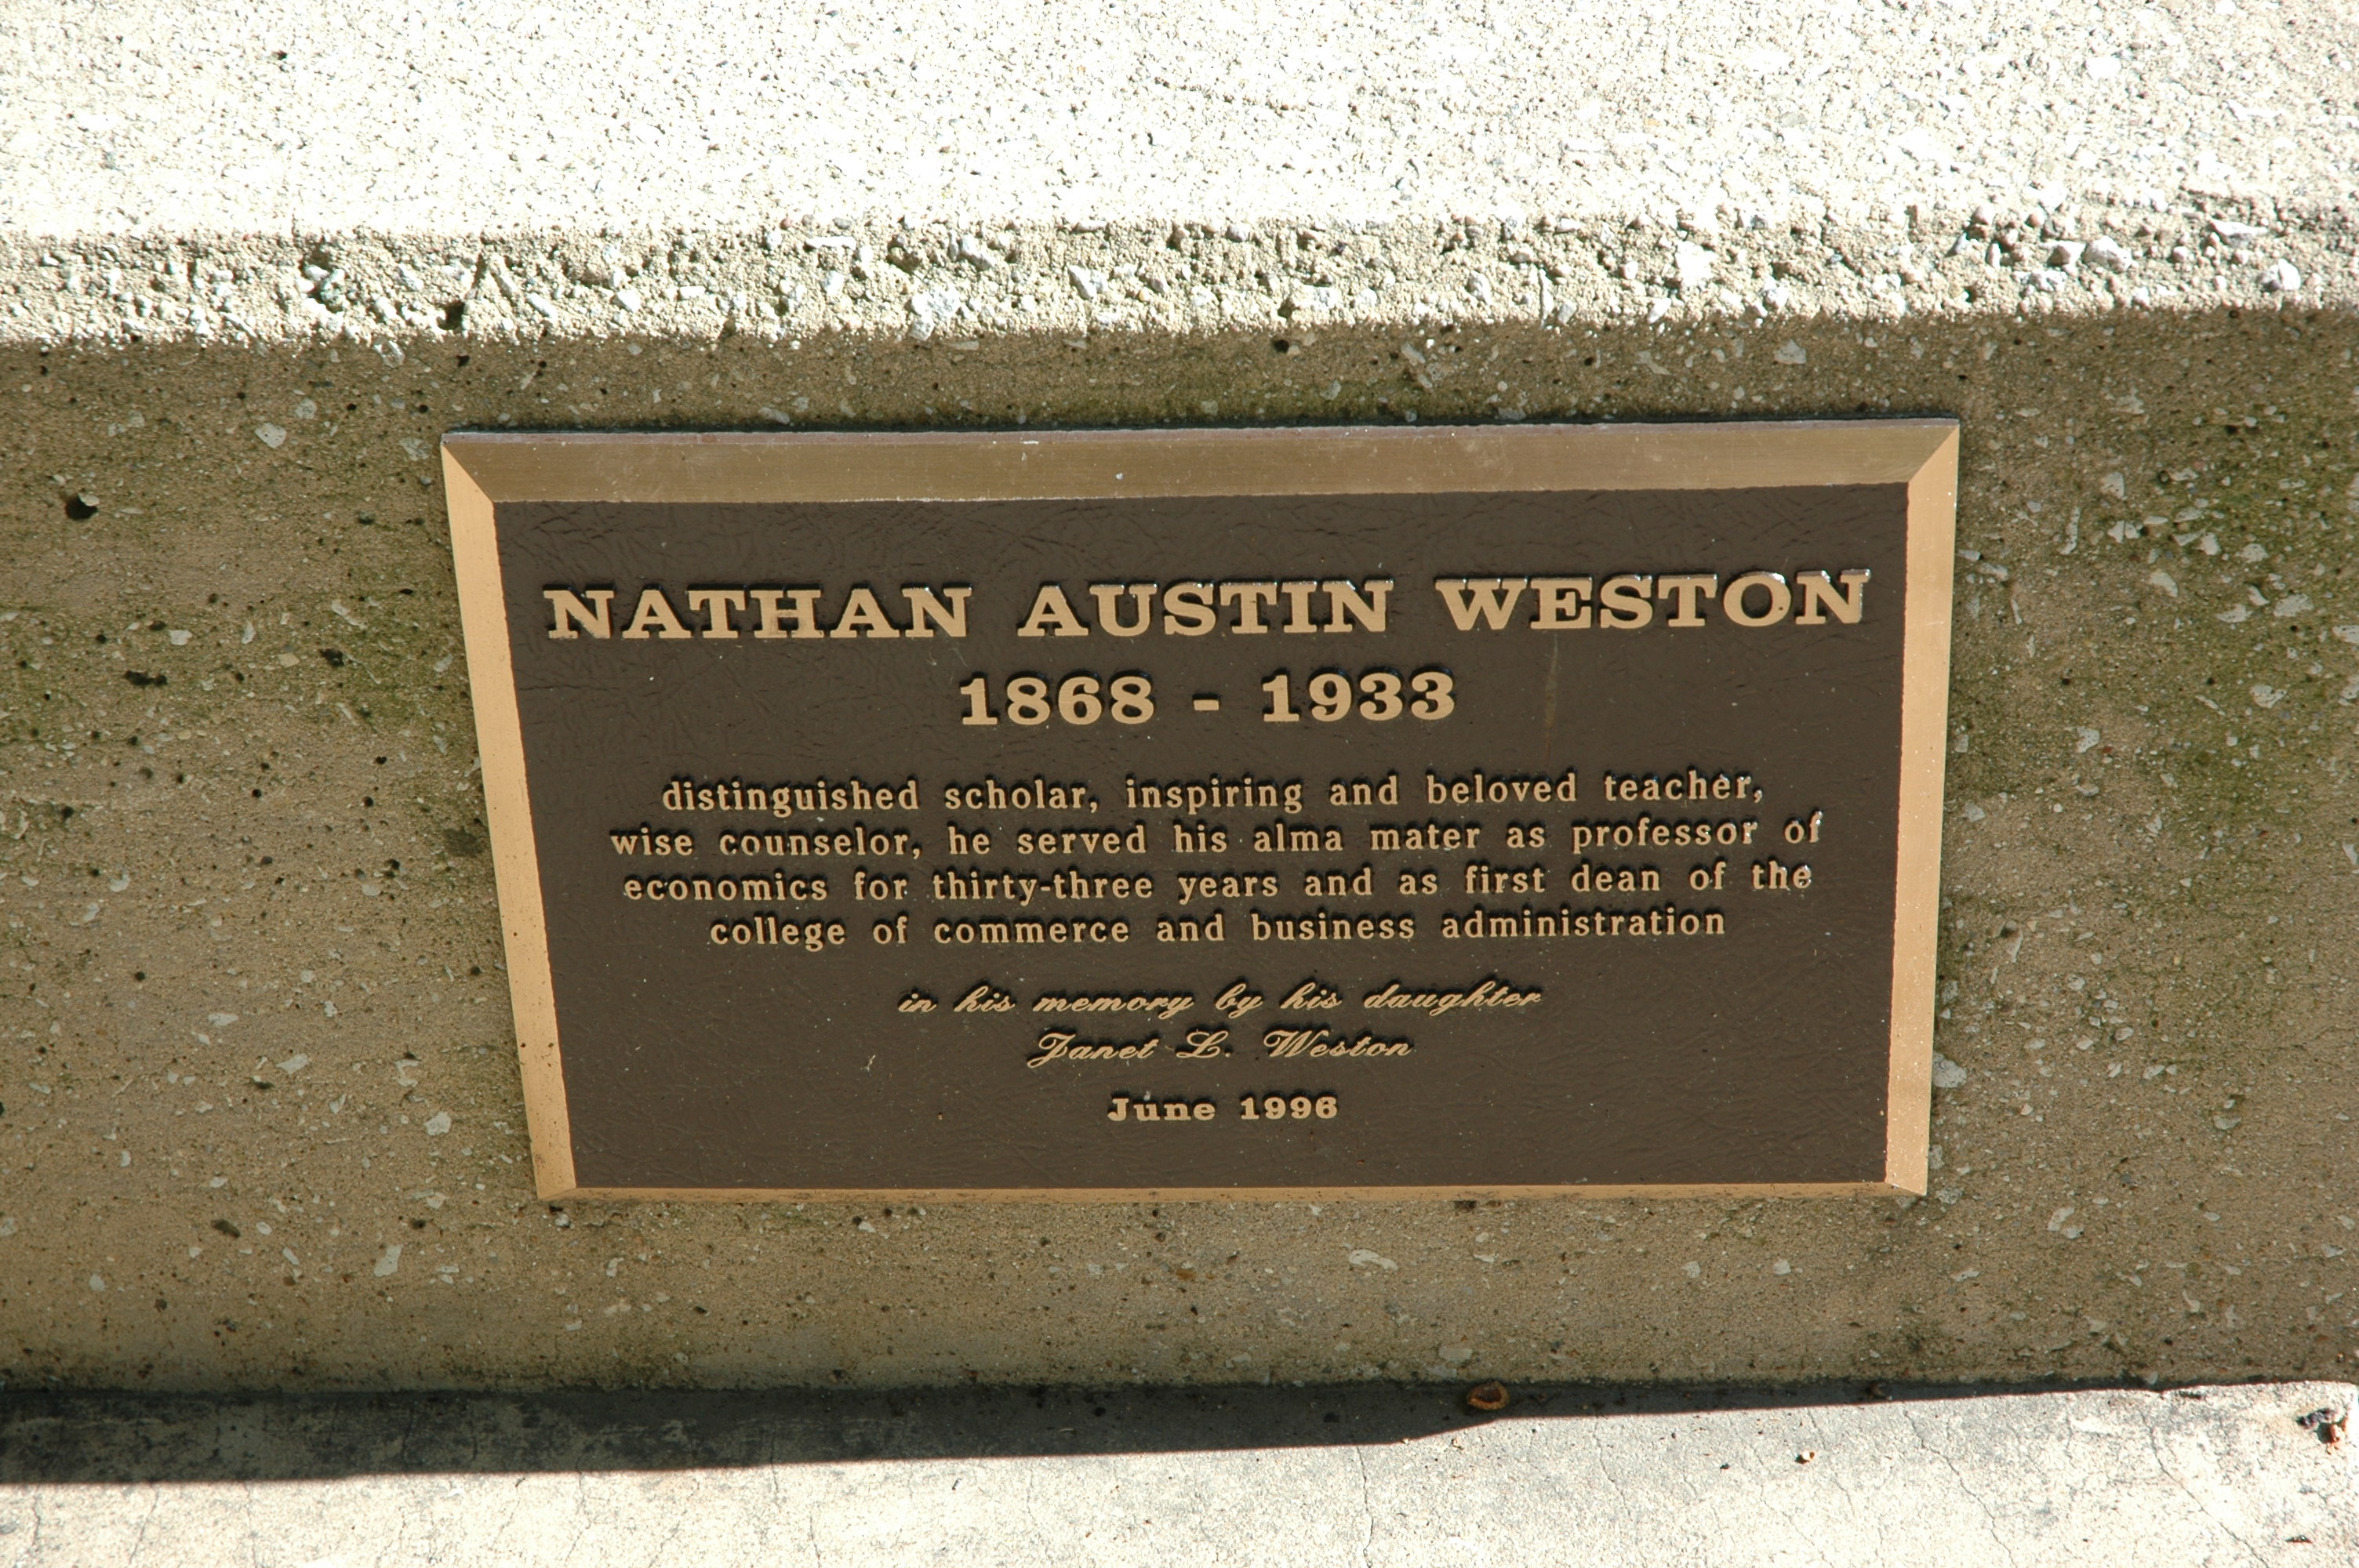 NATHAN AUSTIN WESTON
1868 - 1933
distinguished scholar, inspiring and beloved teacher,
wise counselor, he served his alma mater as professor of
economics for thirty-three years and as first dean of the
college of commerce and business administration
in his memory by his daughter
Janet L. Weston
June 1996